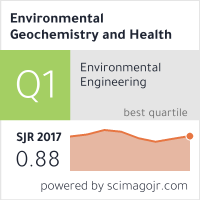 Environmental
Geochemistry and Health
Q1
Environmental
Engineering
best quartile
SJR 2017
0.88
powered by scimagojr.com